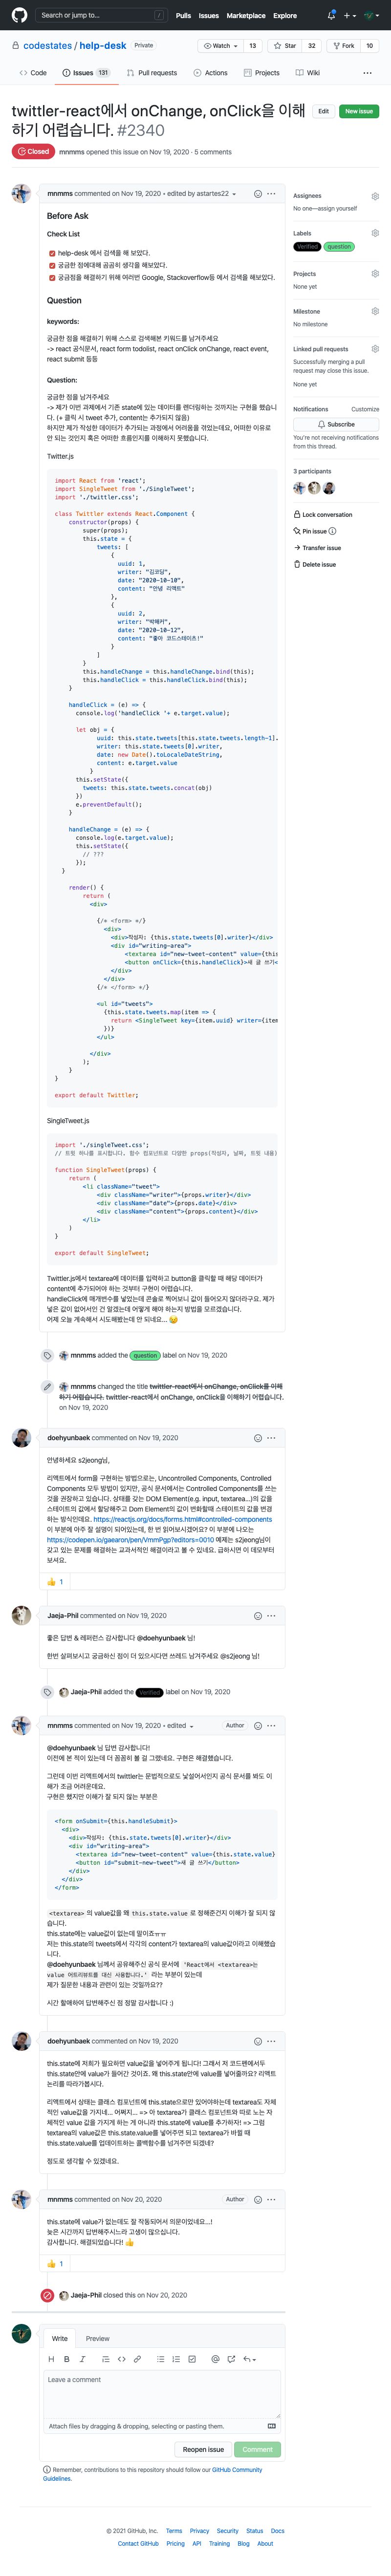 Search or jump to... /
Pulls Issues Marketplace Explore
codestates / help-desk Private
Watch 13 Star 32 Fork 10
Code Issues 131 Pull requests Actions Projects Wiki
twittler-react에서 onChange, onClick을 이해
하기 어렵습니다. #2340
Edit New issue
Closed mnmms opened this issue on Nov 19, 2020 · 5 comments
mnmms commented on Nov 19, 2020 • edited by astartes22
Before Ask
Check List
help-desk 에서 검색을 해 보았다.
궁금한 점에대해 곰곰히 생각을 해보았다.
궁금점을 해결하기 위해 여러번 Google, Stackoverflow등 에서 검색을 해보았다.
Question
keywords:
궁금한 점을 해결하기 위해 스스로 검색해본 키워드를 남겨주세요
-> react 공식문서, react form todolist, react onClick onChange, react event,
react submit 등등
Question:
궁금한 점을 남겨주세요
-> 제가 이번 과제에서 기존 state에 있는 데이터를 렌더링하는 것까지는 구현을 했습니
다. (+ 클릭 시 tweet 추가, content는 추가되지 않음)
하지만 제가 작성한 데이터가 추가되는 과정에서 어려움을 겪었는데요, 어떠한 이유로
안 되는 것인지 혹은 어떠한 흐름인지를 이해하지 못했습니다.
Twitter.js
import React from 'react';
import SingleTweet from './SingleTweet';
import './twittler.css';
class Twittler extends React.Component {
constructor(props) {
super(props);
this.state = {
tweets: [
{
uuid: 1,
writer: "김코딩",
date: "2020-10-10",
content: "안녕 리액트"
},
{
uuid: 2,
writer: "박해커",
date: "2020-10-12",
content: "좋아 코드스테이츠!"
}
]
}
this.handleChange = this.handleChange.bind(this);
this.handleClick = this.handleClick.bind(this);
}
handleClick = (e) => {
console.log('handleClick '+ e.target.value);
let obj = {
uuid: this.state.tweets[this.state.tweets.length-1].
writer: this.state.tweets[0].writer,
date: new Date().toLocaleDateString,
content: e.target.value
}
this.setState({
tweets: this.state.tweets.concat(obj)
})
e.preventDefault();
}
handleChange = (e) => {
console.log(e.target.value);
this.setState({
// ???
});
}
render() {
return (
<div>
{/* <form> */}
<div>
<div>작성자: {this.state.tweets[0].writer}</div>
<div id="writing-area">
<textarea id="new-tweet-content" value={this
<button onClick={this.handleClick}>새 글 쓰기<
</div>
</div>
{/* </form> */}
<ul id="tweets">
{this.state.tweets.map(item => {
return <SingleTweet key={item.uuid} writer={item
})}
</ul>
</div>
);
}
}
export default Twittler;
SingleTweet.js
import './singleTweet.css';
// 트윗 하나를 표시합니다. 함수 컴포넌트로 다양한 props(작성자, 날짜, 트윗 내용)
function SingleTweet(props) {
return (
<li className="tweet">
<div className="writer">{props.writer}</div>
<div className="date">{props.date}</div>
<div className="content">{props.content}</div>
</li>
)
}
export default SingleTweet;
Twittler.js에서 textarea에 데이터를 입력하고 button을 클릭할 때 해당 데이터가
content에 추가되어야 하는 것부터 구현이 어렵습니다.
handleClick에 매개변수를 넣었는데 콘솔로 찍어보니 값이 들어오지 않더라구요. 제가
넣은 값이 없어서인 건 알겠는데 어떻게 해야 하는지 방법을 모르겠습니다.
어제 오늘 계속해서 시도해봤는데 안 되네요... 😥
mnmms added the question label on Nov 19, 2020
mnmms changed the title twittler-react에서 onChange, onClick를 이해
하기 어렵습니다. twittler-react에서 onChange, onClick을 이해하기 어렵습니다.
on Nov 19, 2020
doehyunbaek commented on Nov 19, 2020
안녕하세요 s2jeong님,
리액트에서 form을 구현하는 방법으로는, Uncontrolled Components, Controlled
Components 모두 방법이 있지만, 공식 문서에서는 Controlled Components를 쓰는
것을 권장하고 있습니다. 상태를 갖는 DOM Element(e.g. input, textarea...)의 값을
스테이트의 값에서 할당해주고 Dom Element의 값이 변화할때 스테이트의 값을 변경
하는 방식인데요. https://reactjs.org/docs/forms.html#controlled-components
이 부분에 아주 잘 설명이 되어있는데, 한 번 읽어보시겠어요? 이 부분에 나오는
https://codepen.io/gaearon/pen/VmmPgp?editors=0010 예제는 s2jeong님이
갖고 있는 문제를 해결하는 교과서적인 해결이라고 볼 수 있네요. 급하시면 이 데모부터
보셔요.
👍 1
Jaeja-Phil commented on Nov 19, 2020
좋은 답변 & 레퍼런스 감사합니다 @doehyunbaek 님!
한번 살펴보시고 궁금하신 점이 더 있으시다면 쓰레드 남겨주세요 @s2jeong 님!
Jaeja-Phil added the Verified label on Nov 19, 2020
mnmms commented on Nov 19, 2020 • edited Author
@doehyunbaek 님 답변 감사합니다!
이전에 본 적이 있는데 더 꼼꼼히 볼 걸 그랬네요. 구현은 해결했습니다.
그런데 이번 리액트에서의 twittler는 문법적으로도 낯설어서인지 공식 문서를 봐도 이
해가 조금 어려운데요.
구현은 했지만 이해가 잘 되지 않는 부분은
<form onSubmit={this.handleSubmit}>
<div>
<div>작성자: {this.state.tweets[0].writer}</div>
<div id="writing-area">
<textarea id="new-tweet-content" value={this.state.value}
<button id="submit-new-tweet">새 글 쓰기</button>
</div>
</div>
</form>
<textarea> 의 value값을 왜 this.state.value 로 정해준건지 이해가 잘 되지 않
습니다.
this.state에는 value값이 없는데 말이죠ㅠㅠ
저는 this.state의 tweets에서 각각의 content가 textarea의 value값이라고 이해했습
니다.
@doehyunbaek 님께서 공유해주신 공식 문서에 'React에서 <textarea>는
value 어트리뷰트를 대신 사용합니다.' 라는 부분이 있는데
제가 질문한 내용과 관련이 있는 것일까요??
시간 할애하여 답변해주신 점 정말 감사합니다 :)
doehyunbaek commented on Nov 19, 2020
this.state에 저희가 필요하면 value값을 넣어주게 됩니다! 그래서 저 코드펜에서두
this.state안에 value가 들어간 것이죠. 왜 this.state안에 value를 넣어줄까요? 리액트
논리를 따라가봅시다.
리액트에서 상태는 클래스 컴포넌트에 this.state으로만 있어야하는데 textarea도 자체적
인 value값을 가지네... 어쩌지... => 아 textarea가 클래스 컴포넌트와 따로 노는 자
체적인 value 값을 가지게 하는 게 아니라 this.state에 value를 추가하자! => 그럼
textarea의 value값은 this.state.value를 넣어주면 되고 textarea가 바뀔 때
this.state.value를 업데이트하는 콜백함수를 넘겨주면 되겠네?
정도로 생각할 수 있겠네요.
mnmms commented on Nov 20, 2020 Author
this.state에 value가 없는데도 잘 작동되어서 의문이었네요...!
늦은 시간까지 답변해주시느라 고생이 많으십니다.
감사합니다. 해결되었습니다! 👍
👍 1
Jaeja-Phil closed this on Nov 20, 2020
Write Preview
Leave a comment
Attach files by dragging & dropping, selecting or pasting them.
Reopen issue Comment
Remember, contributions to this repository should follow our GitHub Community
Guidelines.
Assignees
No one—assign yourself
Labels
Verified question
Projects
None yet
Milestone
No milestone
Linked pull requests
Successfully merging a pull
request may close this issue.
None yet
Notifications Customize
Subscribe
You're not receiving notifications
from this thread.
3 participants
Lock conversation
Pin issue
Transfer issue
Delete issue
© 2021 GitHub, Inc. Terms Privacy Security Status Docs
Contact GitHub Pricing API Training Blog About